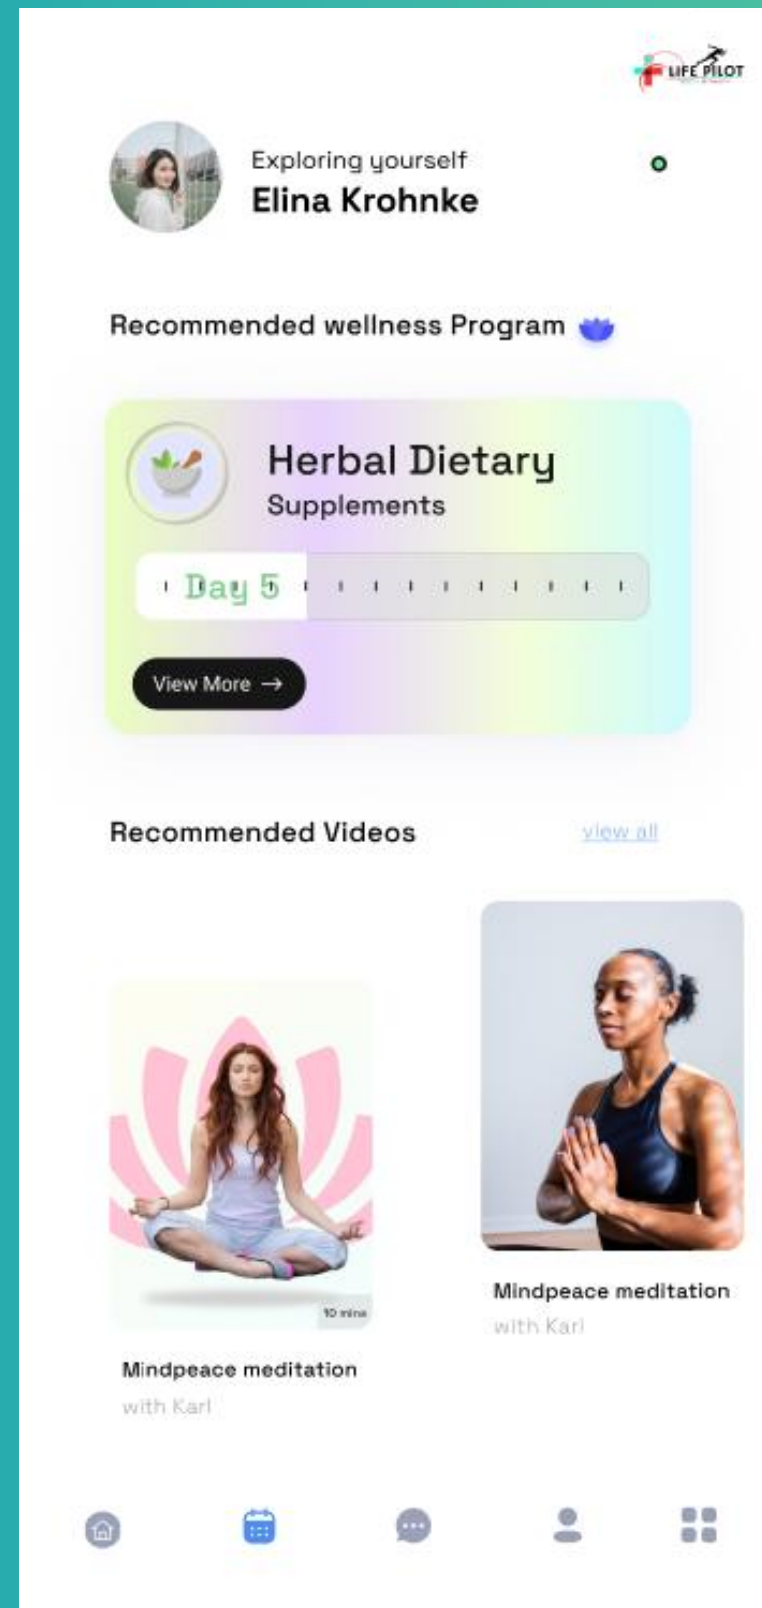 LIFE PILOT
Exploring yourself
Elina Krohnke
Recommended wellness Program
Herbal Dietary
Supplements
Day 5
View More →
Recommended Videos
view all
10 mins
Mindpeace meditation
with Karl
Mindpeace meditation
with Karl